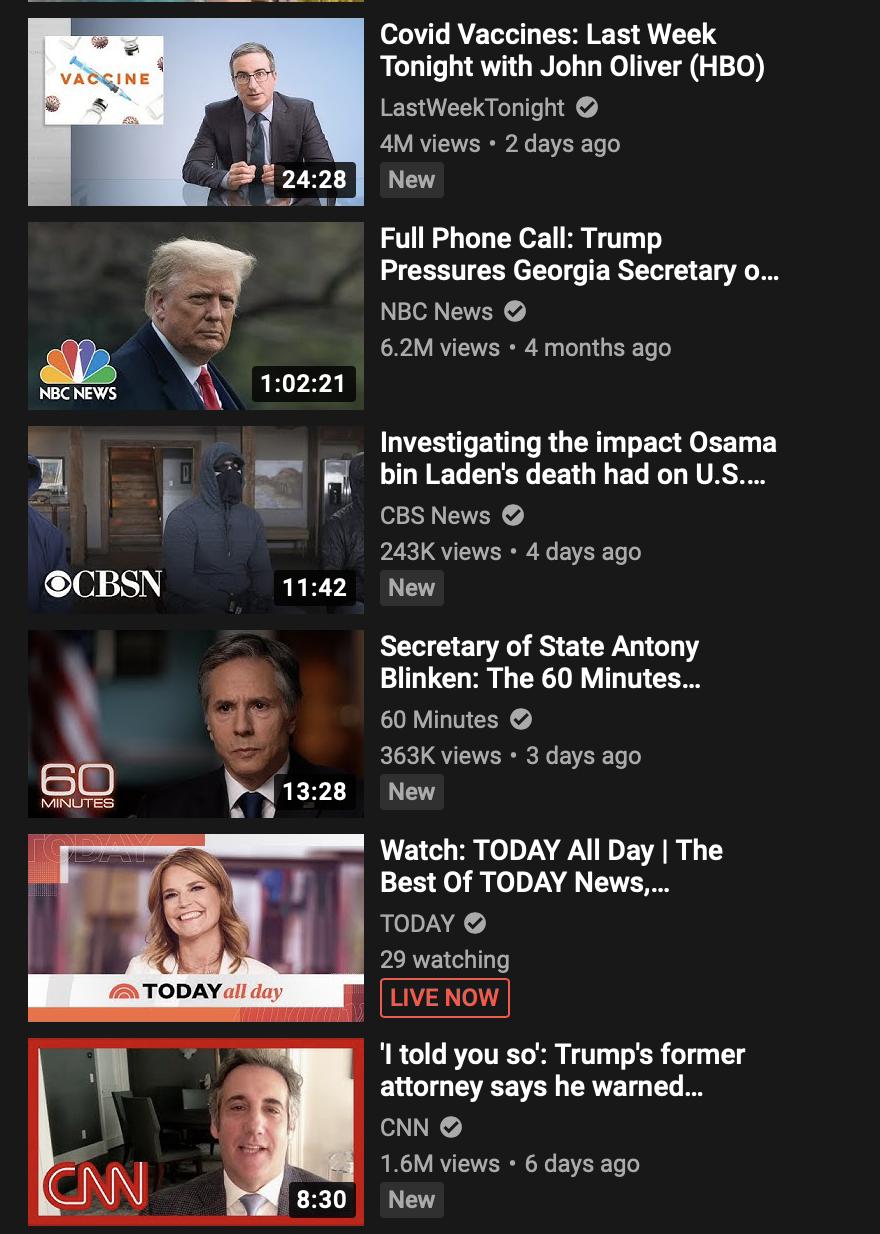 VACCINE
24:28
Covid Vaccines: Last Week
Tonight with John Oliver (HBO)
LastWeekTonight
4M views • 2 days ago
New
NBC NEWS
1:02:21
Full Phone Call: Trump
Pressures Georgia Secretary o...
NBC News
6.2M views • 4 months ago
CBSN
11:42
Investigating the impact Osama
bin Laden's death had on U.S....
CBS News
243K views • 4 days ago
New
60
MINUTES
13:28
Secretary of State Antony
Blinken: The 60 Minutes...
60 Minutes
363K views • 3 days ago
New
TODAY
TODAY all day
Watch: TODAY All Day | The
Best Of TODAY News,...
TODAY
29 watching
LIVE NOW
CNN
8:30
'I told you so': Trump's former
attorney says he warned...
CNN
1.6M views • 6 days ago
New